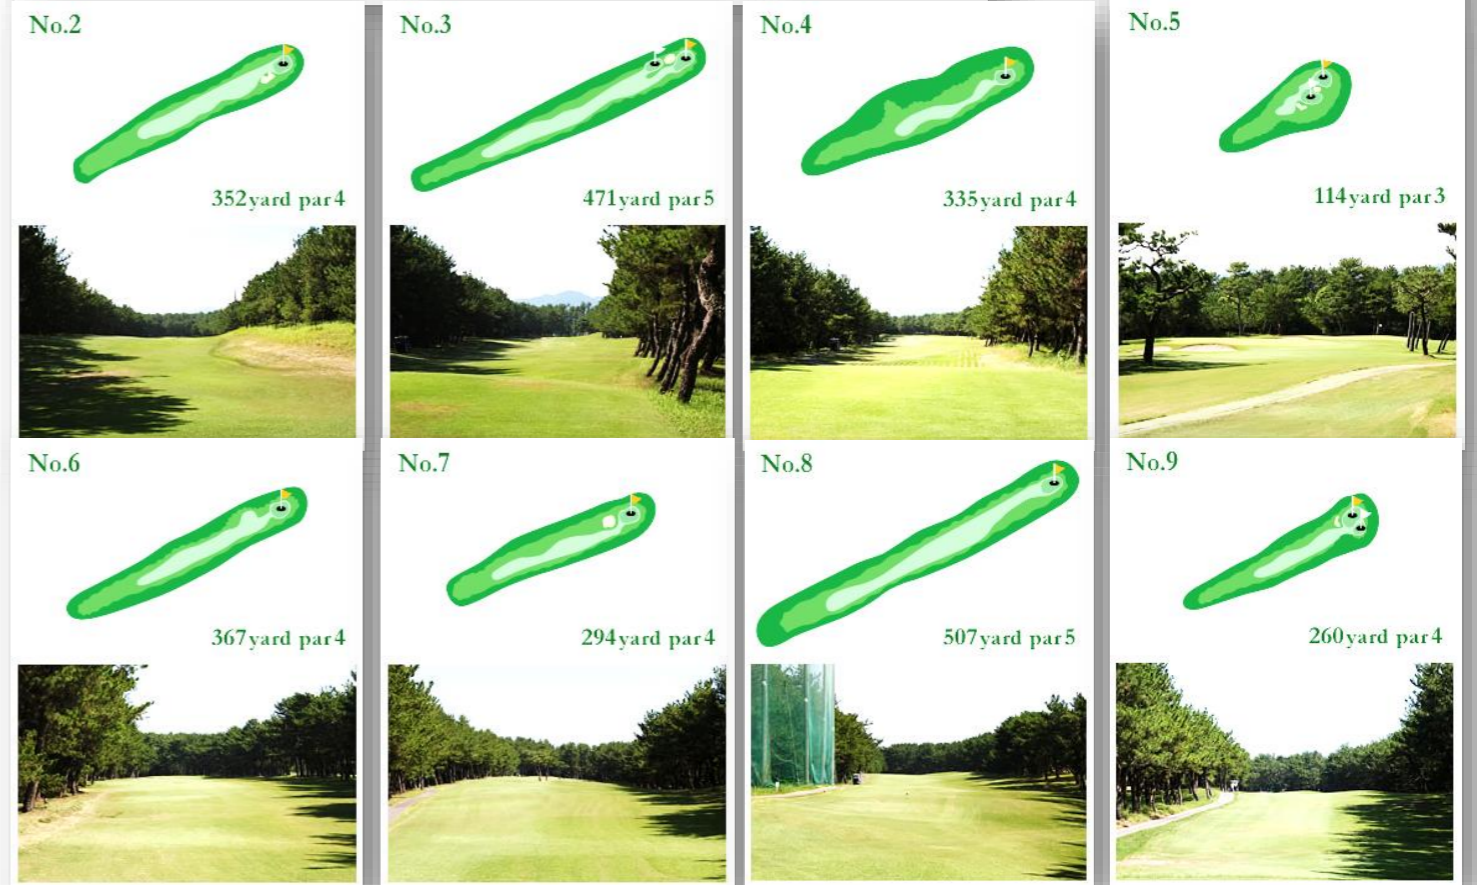 No.2
352yard par4
No.3
471yard par5
No.4
335yard par4
No.5
114yard par3
No.6
367yard par4
No.7
294yard par4
No.8
507yard par5
No.9
260yard par4